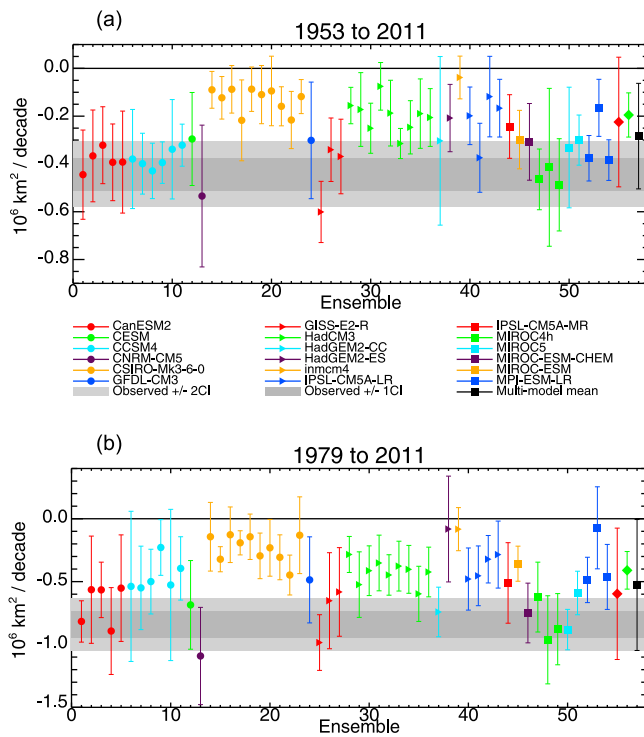 (a)
1953 to 2011
0.0
-0.2
-0.4
-0.6
-0.8
10⁶ km² / decade
0 10 20 30 40 50
Ensemble
CanESM2 GISS-E2-R IPSL-CM5A-MR
CESM HadCM3 MIROC4h
CCSM4 HadGEM2-CC MIROC5
CNRM-CM5 HadGEM2-ES MIROC-ESM-CHEM
CSIRO-Mk3-6-0 inmcm4 MIROC-ESM
GFDL-CM3 IPSL-CM5A-LR MPI-ESM-LR
Observed +/- 2CI Observed +/- 1CI Multi-model mean
(b)
1979 to 2011
0.0
-0.5
-1.0
-1.5
10⁶ km² / decade
0 10 20 30 40 50
Ensemble